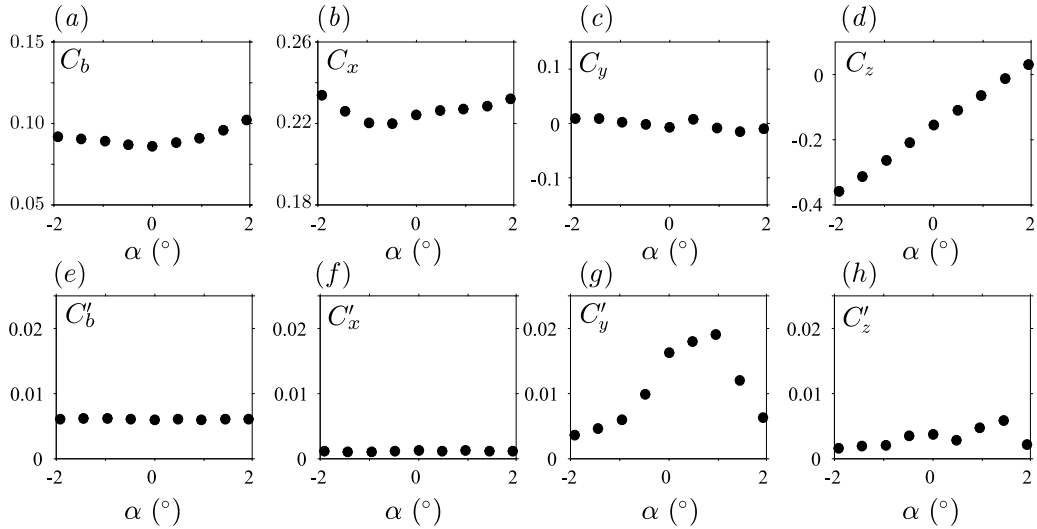 (a) (b) (c) (d)
0.15 0.26 0.1 0
C_b C_x C_y C_z
0.10 0.22 0 -0.2
0.05 0.18 -0.1 -0.4
-2 0 2 -2 0 2 -2 0 2 -2 0 2
α (°) α (°) α (°) α (°)
(e) (f) (g) (h)
C′_b C′_x C′_y C′_z
0.02 0.02 0.02 0.02
0.01 0.01 0.01 0.01
0 0 0 0
-2 0 2 -2 0 2 -2 0 2 -2 0 2
α (°) α (°) α (°) α (°)